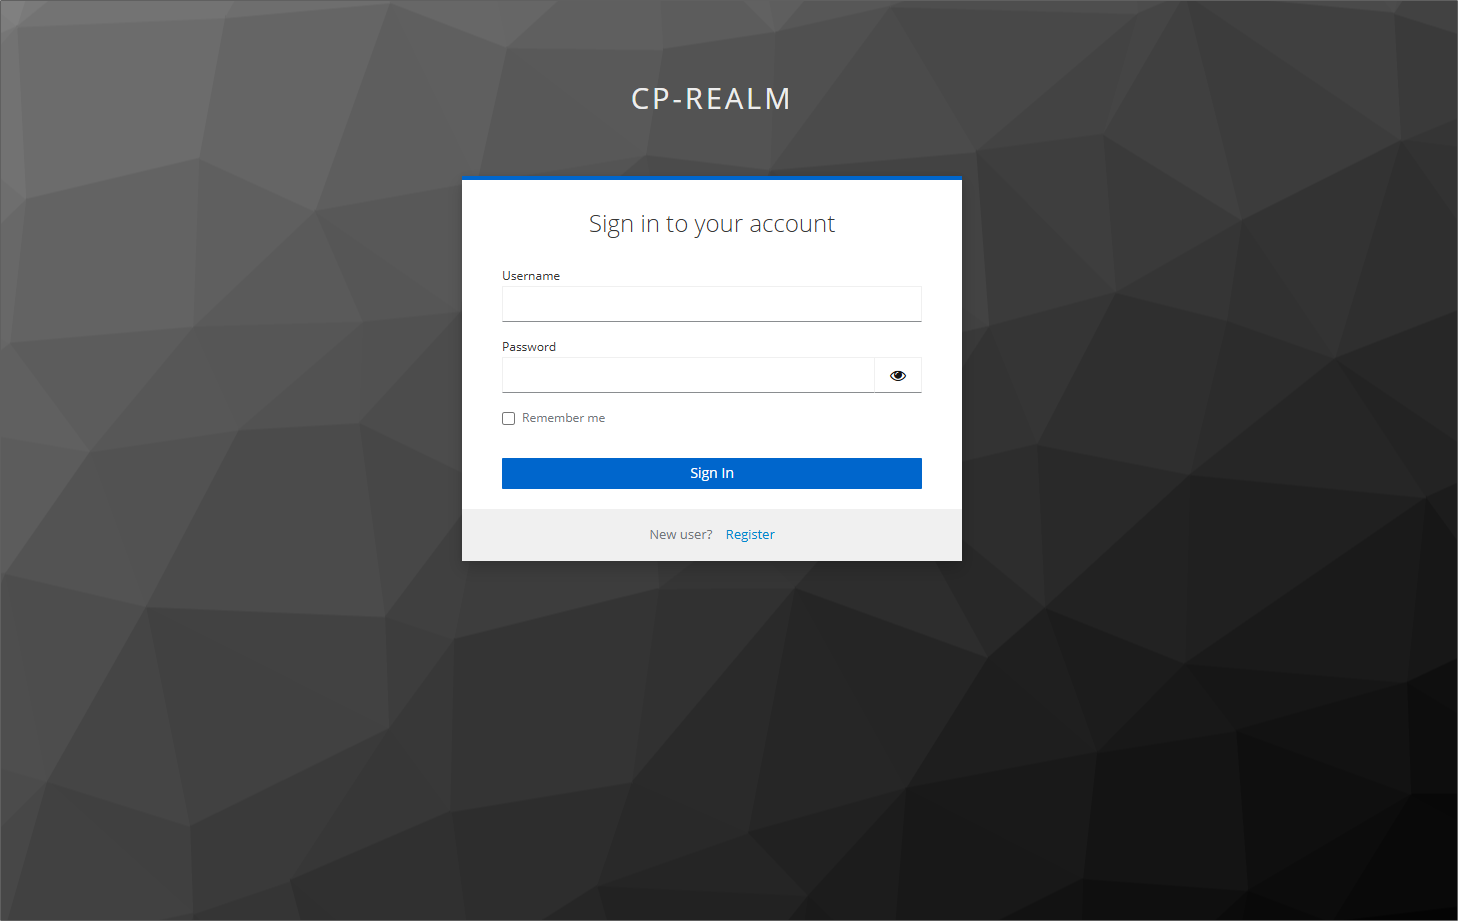 CP-REALM
Sign in to your account
Username
Password
Remember me
Sign In
New user? Register